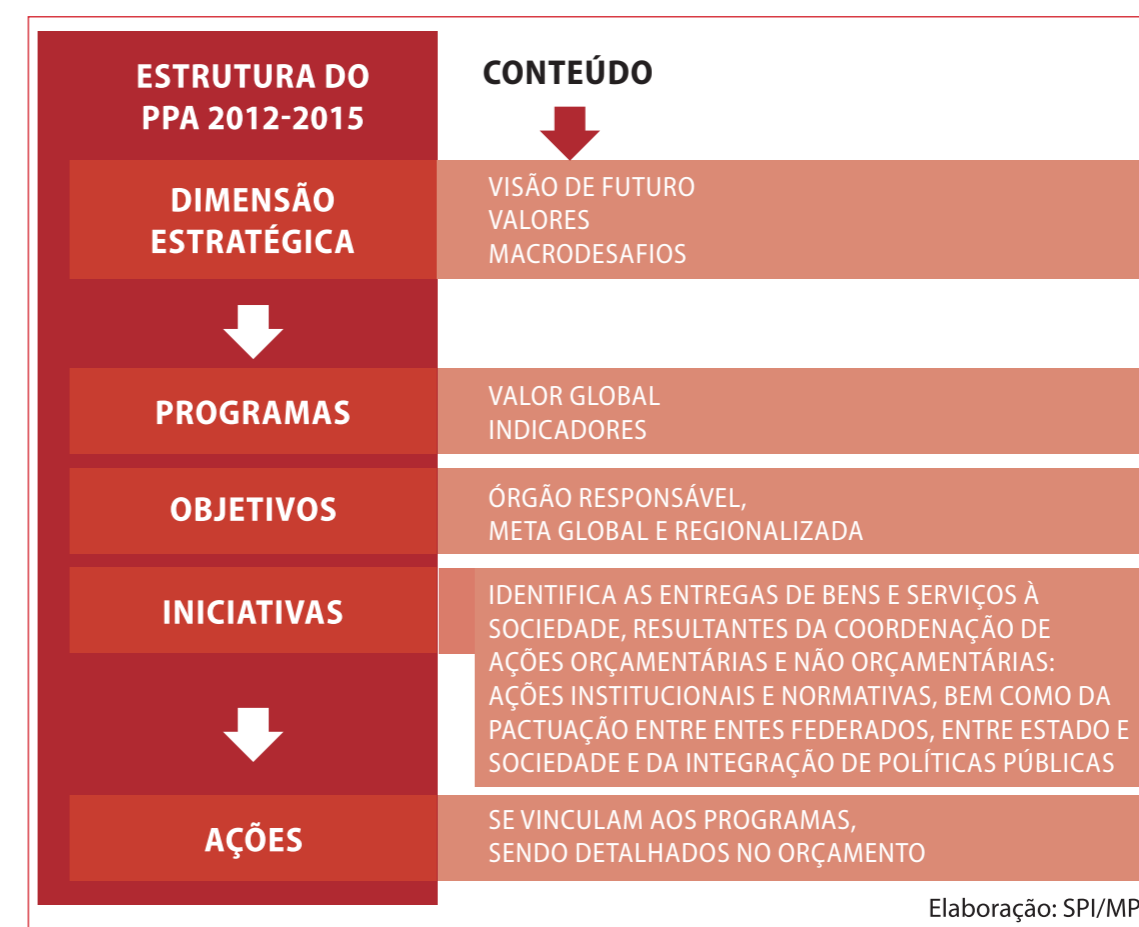 ESTRUTURA DO
PPA 2012-2015
CONTEÚDO
DIMENSÃO
ESTRATÉGICA
VISÃO DE FUTURO
VALORES
MACRODESAFIOS
PROGRAMAS
VALOR GLOBAL
INDICADORES
OBJETIVOS
ÓRGÃO RESPONSÁVEL,
META GLOBAL E REGIONALIZADA
INICIATIVAS
IDENTIFICA AS ENTREGAS DE BENS E SERVIÇOS À
SOCIEDADE, RESULTANTES DA COORDENAÇÃO DE
AÇÕES ORÇAMENTÁRIAS E NÃO ORÇAMENTÁRIAS:
AÇÕES INSTITUCIONAIS E NORMATIVAS, BEM COMO DA
PACTUAÇÃO ENTRE ENTES FEDERADOS, ENTRE ESTADO E
SOCIEDADE E DA INTEGRAÇÃO DE POLÍTICAS PÚBLICAS
AÇÕES
SE VINCULAM AOS PROGRAMAS,
SENDO DETALHADOS NO ORÇAMENTO
Elaboração: SPI/MP